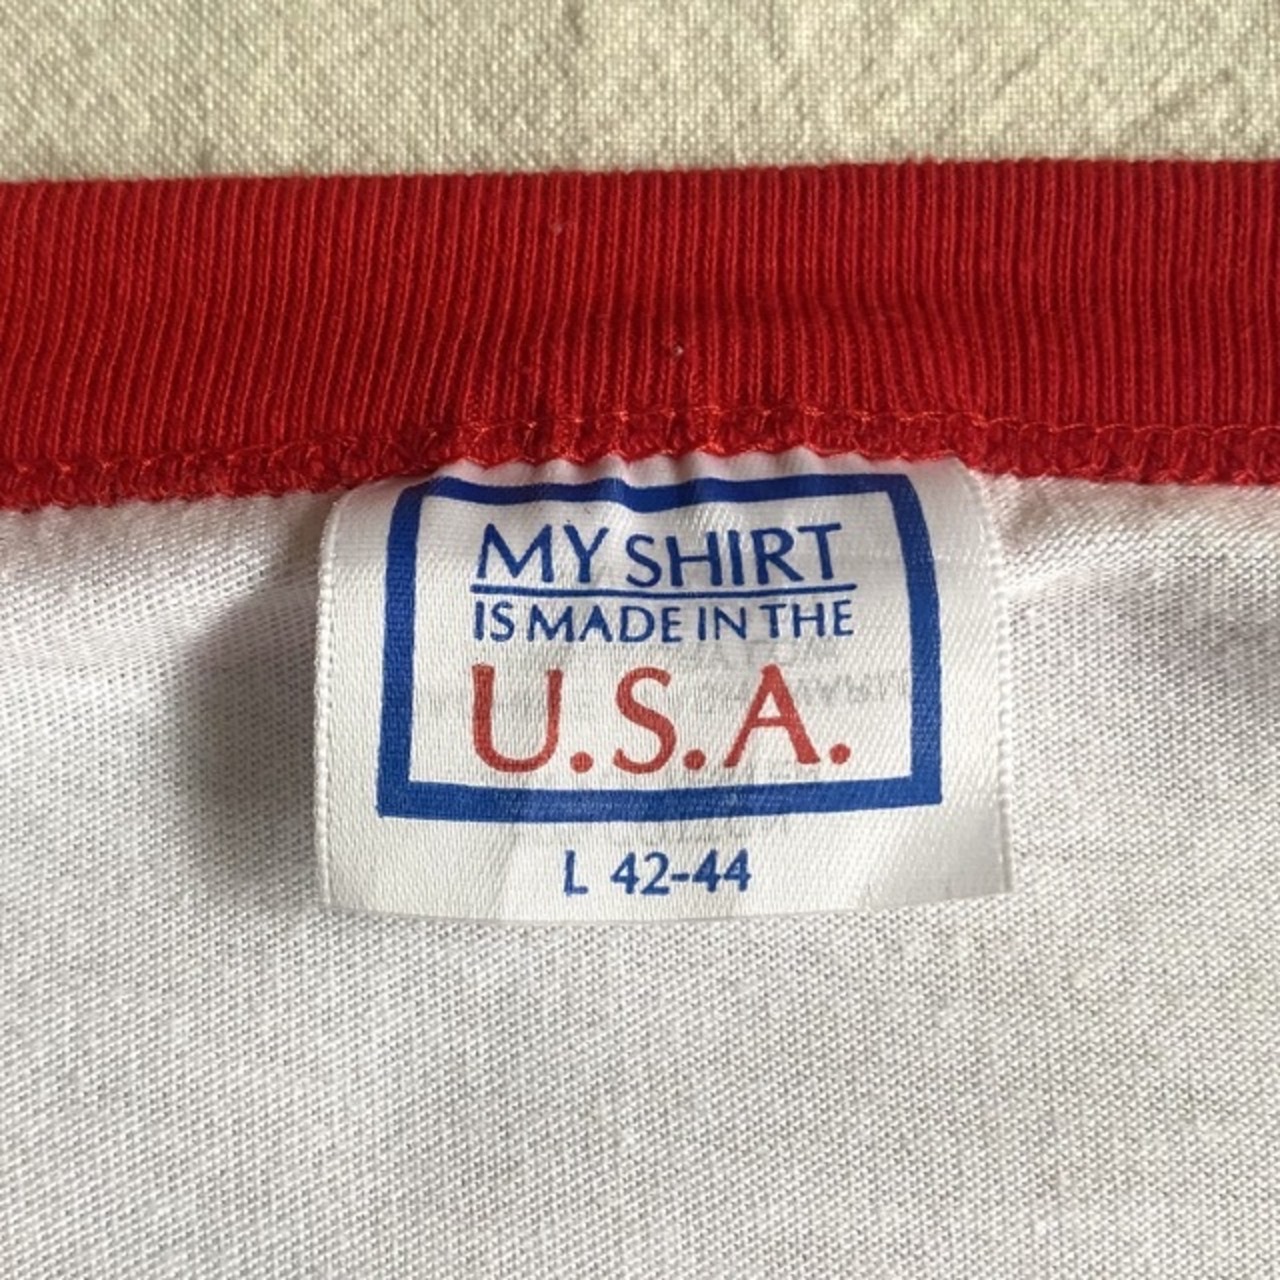 MY SHIRT
IS MADE IN THE
U.S.A.
L 42-44